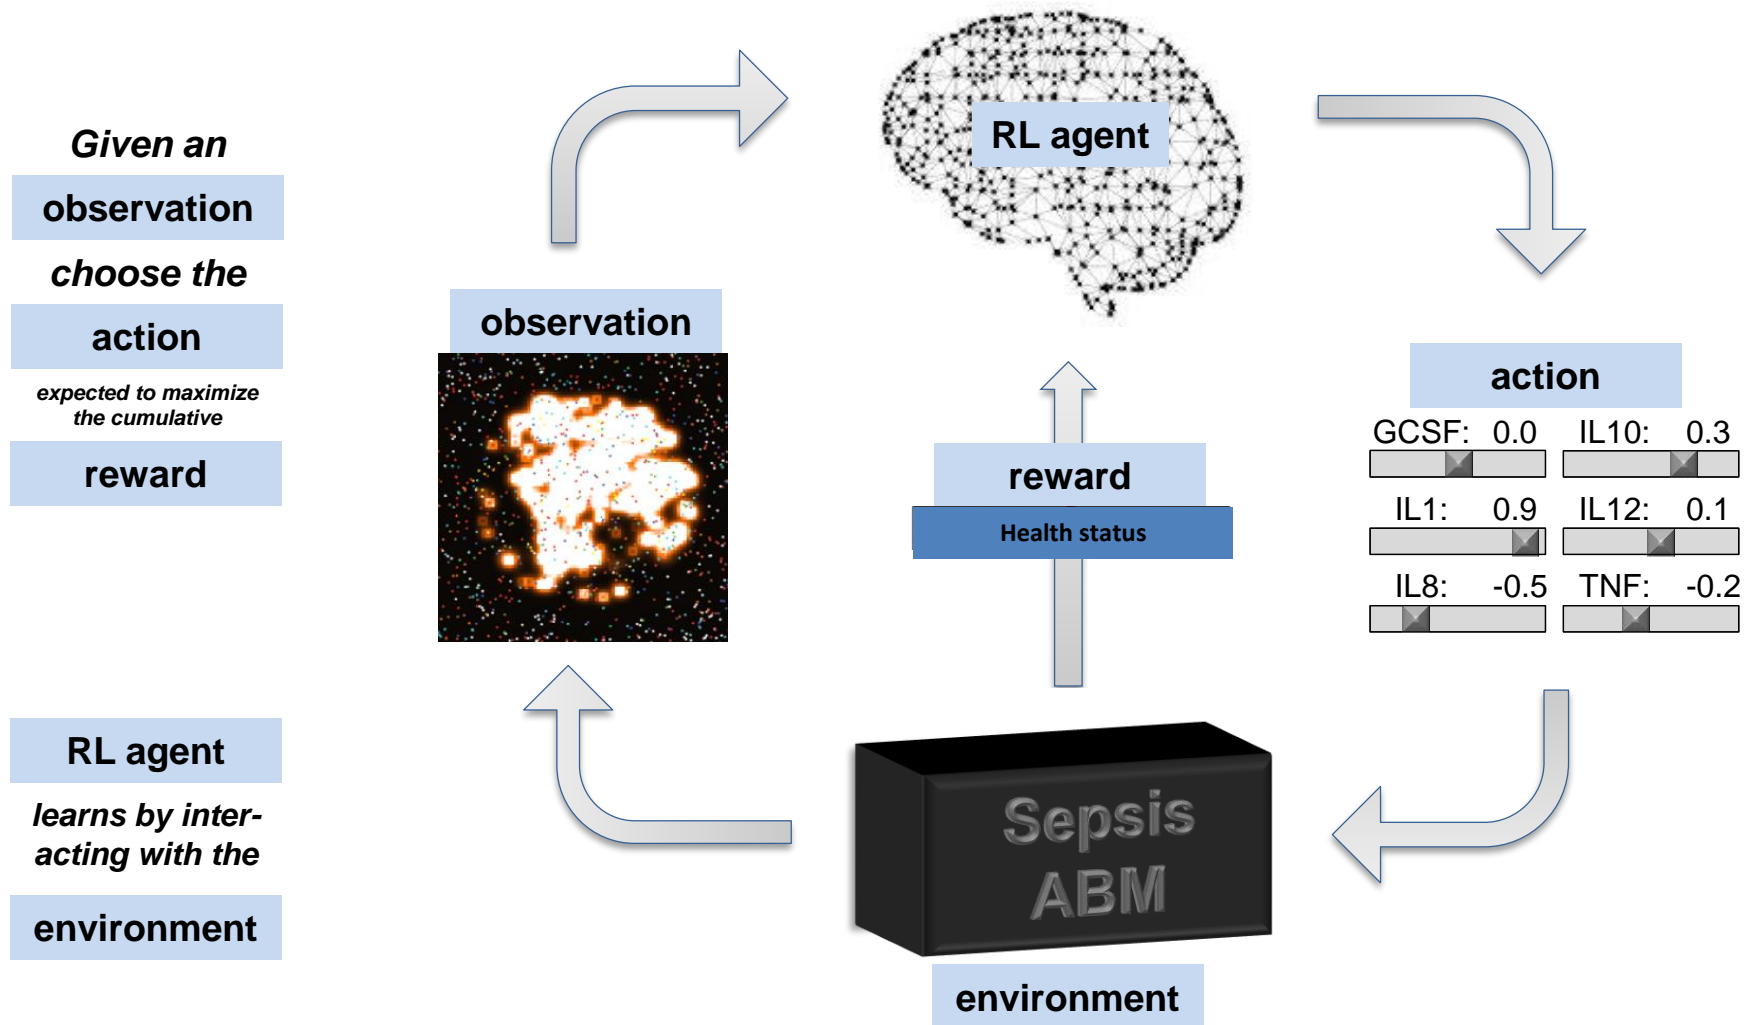 Given an
observation
choose the
action
expected to maximize
the cumulative
reward
RL agent
learns by inter-
acting with the
environment
observation
RL agent
reward
Health status
action
GCSF: 0.0 IL10: 0.3
IL1: 0.9 IL12: 0.1
IL8: -0.5 TNF: -0.2
Sepsis
ABM
environment